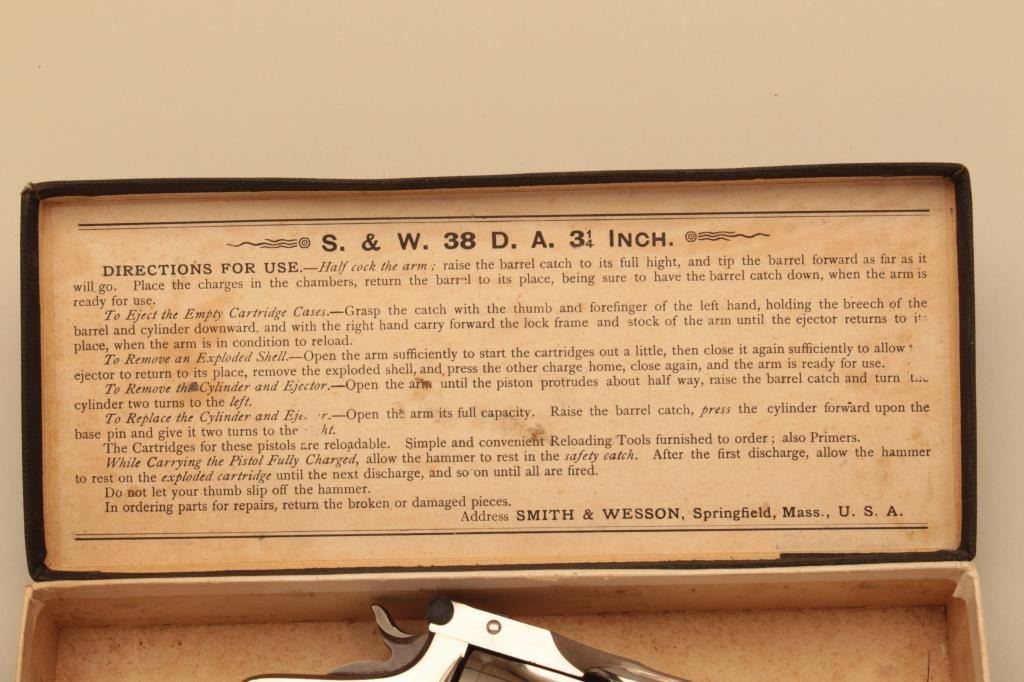 S. & W. 38 D. A. 3¼ INCH.
DIRECTIONS FOR USE.—Half cock the arm; raise the barrel catch to its full hight, and tip the barrel forward as far as it
will go. Place the charges in the chambers, return the barrel to its place, being sure to have the barrel catch down, when the arm is
ready for use.
To Eject the Empty Cartridge Cases.—Grasp the catch with the thumb and forefinger of the left hand, holding the breech of the
barrel and cylinder downward, and with the right hand carry forward the lock frame and stock of the arm until the ejector returns to its
place, when the arm is in condition to reload.
To Remove an Exploded Shell.—Open the arm sufficiently to start the cartridges out a little, then close it again sufficiently to allow
ejector to return to its place, remove the exploded shell, and press the other charge home, close again, and the arm is ready for use.
To Remove the Cylinder and Ejector.—Open the arm until the piston protrudes about half way, raise the barrel catch and turn
cylinder two turns to the left.
To Replace the Cylinder and —Open the arm its full capacity. Raise the barrel catch, press the cylinder forward upon the
base pin and give it two turns to the
The Cartridges for these pistols are reloadable. Simple and convenient Reloading Tools furnished to order; also Primers.
While Carrying the Pistol Fully Charged, allow the hammer to rest in the safety catch. After the first discharge, allow the hammer
to rest on the exploded cartridge until the next discharge, and so on until all are fired.
Do not let your thumb slip off the hammer.
In ordering parts for repairs, return the broken or damaged pieces.
Address SMITH & WESSON, Springfield, Mass., U. S. A.